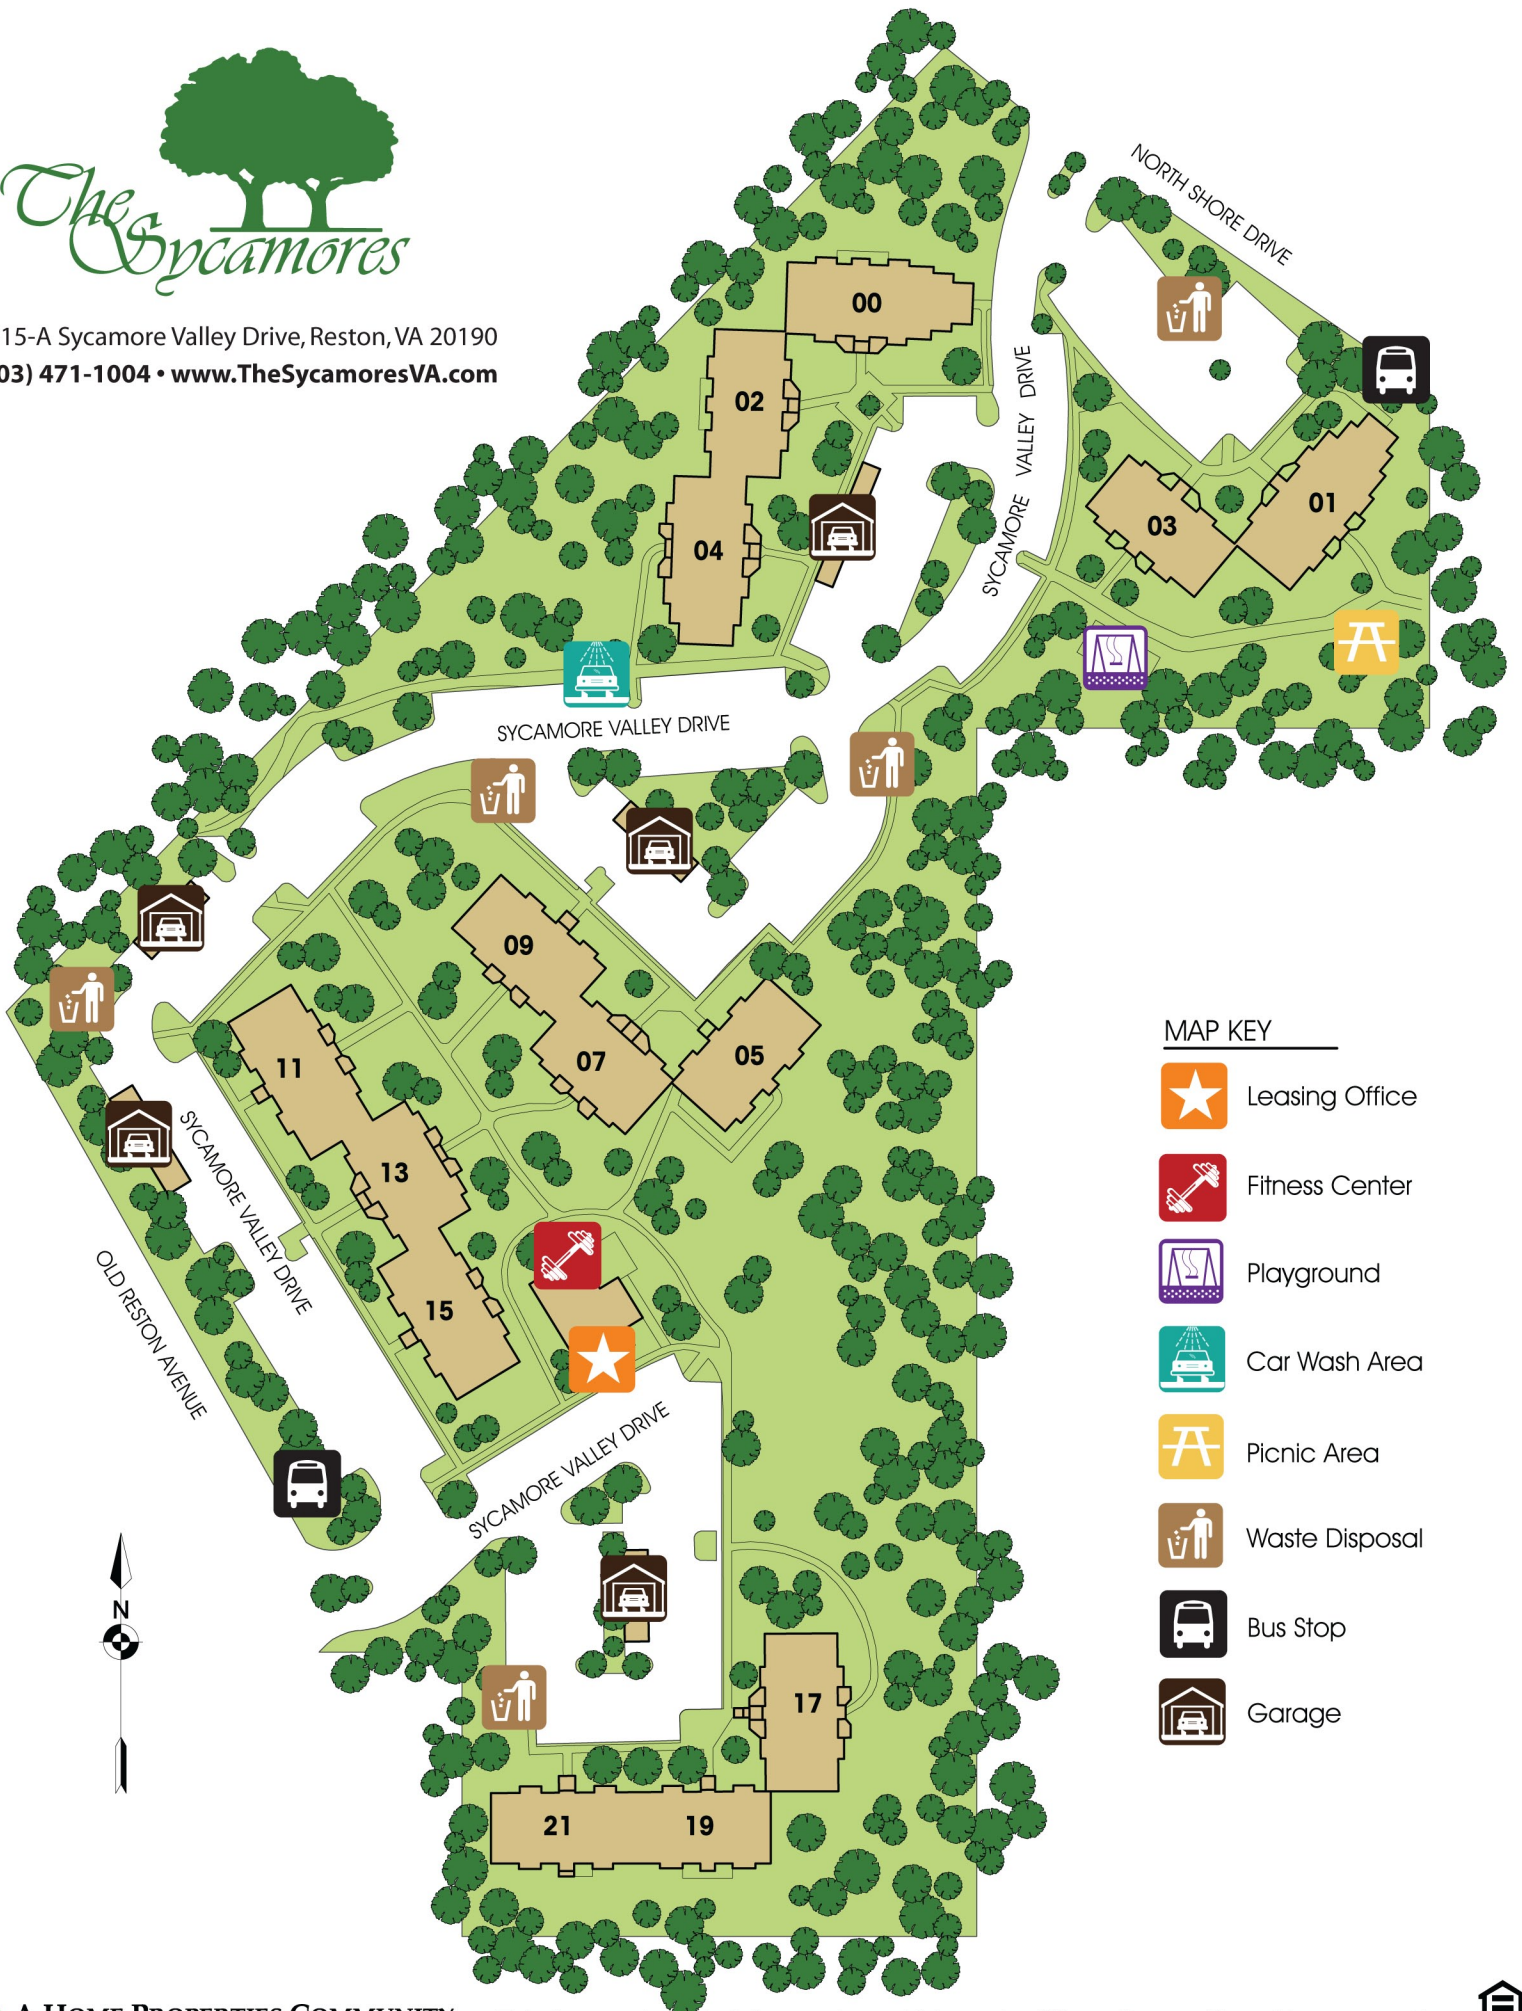 The
Sycamores
15-A Sycamore Valley Drive, Reston, VA 20190
03) 471-1004 • www.TheSycamoresVA.com
NORTH SHORE DRIVE
00
02
SYCAMORE VALLEY DRIVE
04
03
01
SYCAMORE VALLEY DRIVE
09
07
05
11
13
15
SYCAMORE VALLEY DRIVE
OLD RESTON AVENUE
SYCAMORE VALLEY DRIVE
N
17
21
19
MAP KEY
Leasing Office
Fitness Center
Playground
Car Wash Area
Picnic Area
Waste Disposal
Bus Stop
Garage
A HOME PROPERTIES COMMUNITY